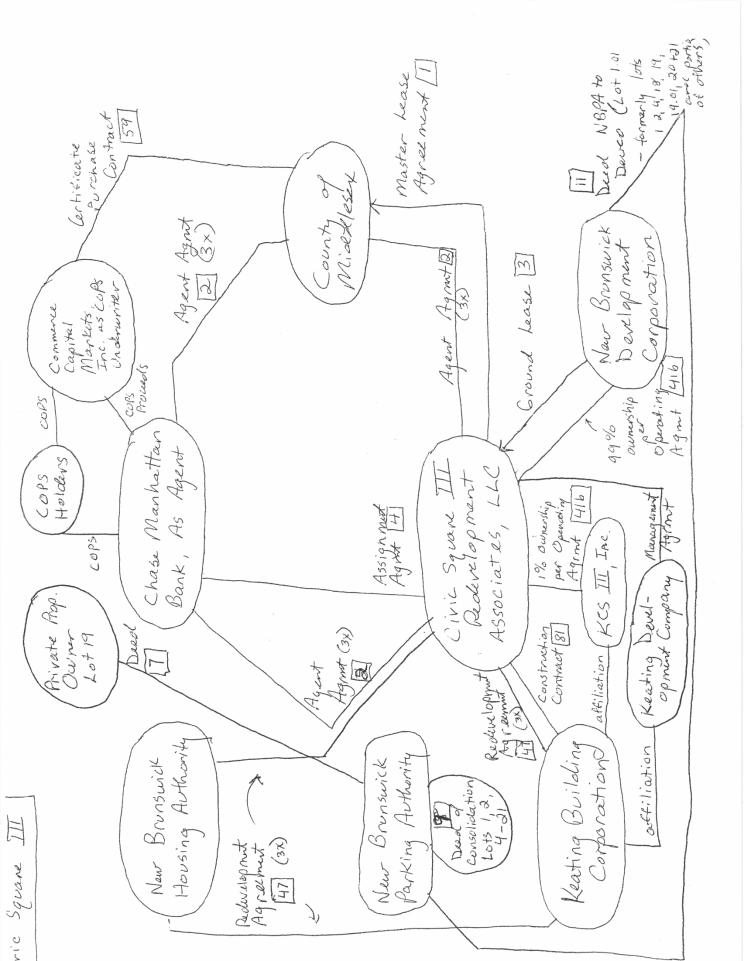 ric Square III
New Brunswick
Housing Authority
Private Prop.
Owner
Lot 19
COPS
Holders
COPS
COPS
Commerce
Capital
Markets
Inc. as COPs
Underwriter
Certificate
Purchase
Contract 59
Deed
7
Chase Manhattan
Bank, As Agent
COPS
Proceeds
Agent Agmt
2 (3x)
County of
Middlesex
Redevelopment
Agreement
47 (3x)
Agent
Agmt (3x)
2
Assignment
Agmt 4
Agent Agmt 2
(3x)
Master Lease
Agreement 1
New Brunswick
Parking Authority
9
Deed of
Consolidation
Lots 1, 2
4-21
Redevelopment
Agreement
47 (3x)
Civic Square III
Redevelopment
Associates, LLC
Ground Lease 3
Construction
Contract 81
1% Ownership
per Operating
Agmt 41b
Keating Building
Corporation
affiliation
KCS III, Inc.
Management
Agmt
99%
ownership
per
Operating
Agmt 41b
New Brunswick
Development
Corporation
11
Deed NBPA to
Devco (Lot 1.01
- formerly lots
1, 2, 4, 18, 19,
20 + 21
of others)
affiliation
Keating Devel-
opment Company